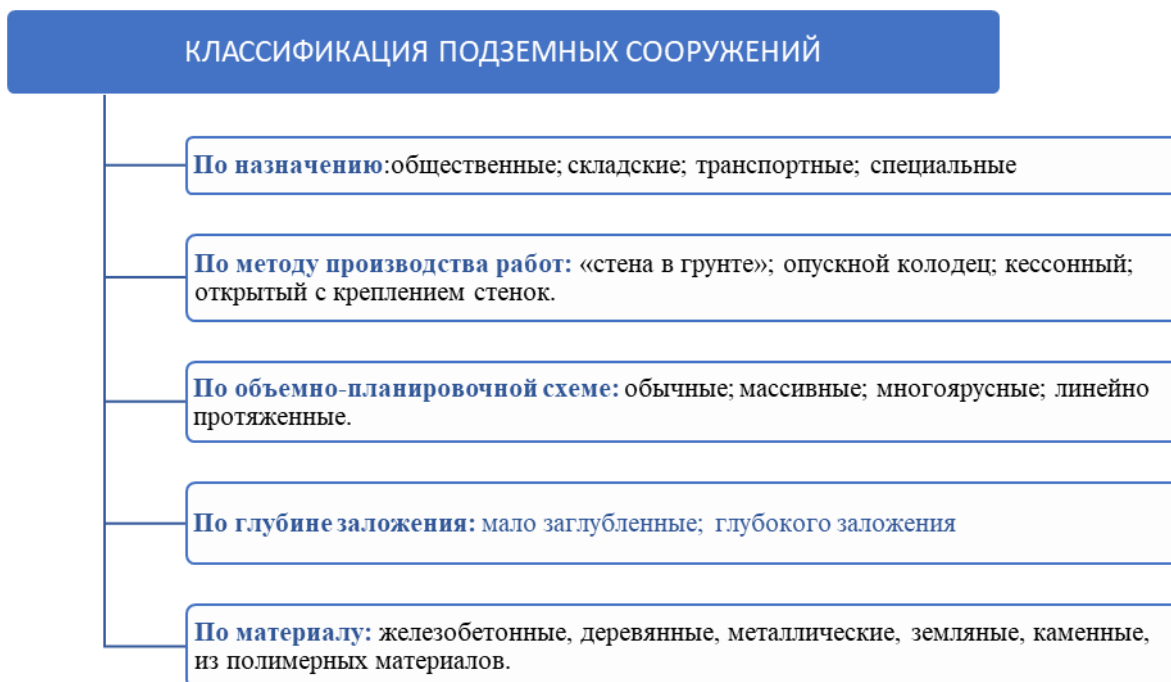 КЛАССИФИКАЦИЯ ПОДЗЕМНЫХ СООРУЖЕНИЙ
По назначению:общественные; складские; транспортные; специальные
По методу производства работ: «стена в грунте»; опускной колодец; кессонный;
открытый с креплением стенок.
По объемно-планировочной схеме: обычные; массивные; многоярусные; линейно
протяженные.
По глубине заложения: мало заглубленные; глубокого заложения
По материалу: железобетонные, деревянные, металлические, земляные, каменные,
из полимерных материалов.